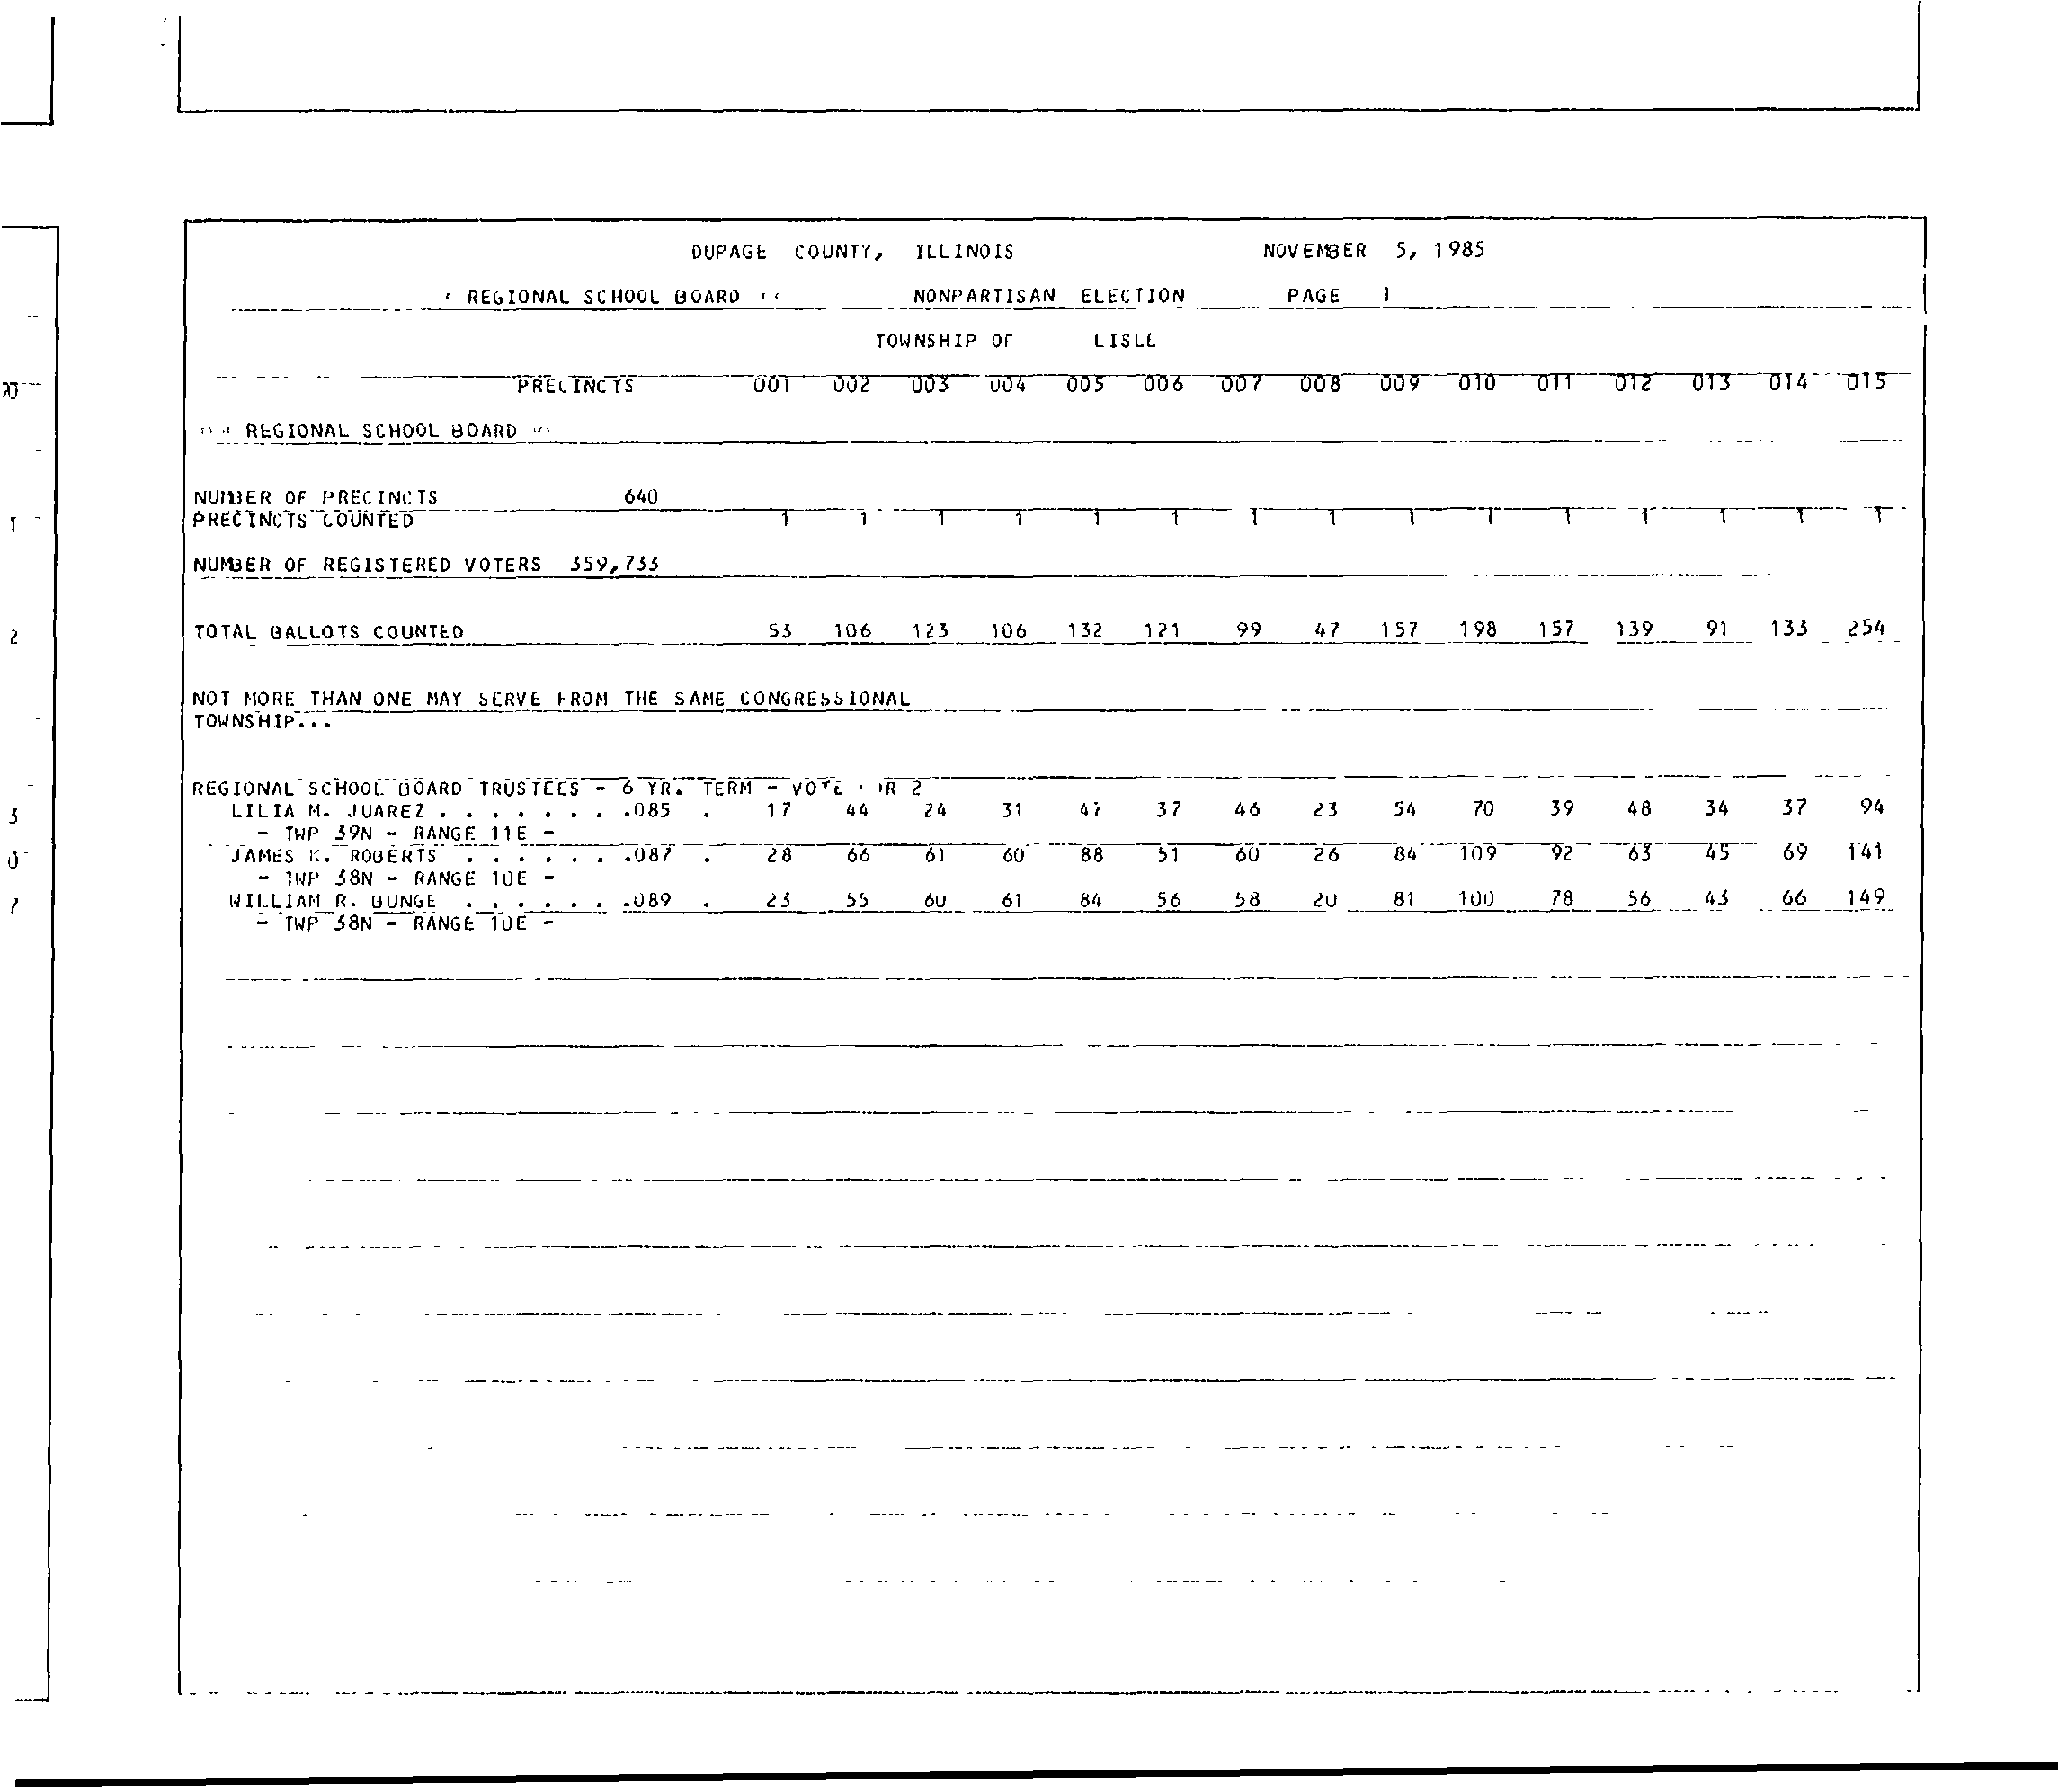 DUPAGE COUNTY, ILLINOIS NOVEMBER 5, 1985
REGIONAL SCHOOL BOARD NONPARTISAN ELECTION PAGE 1
TOWNSHIP OF LISLE
PRECINCTS 001 002 003 004 005 006 007 008 009 010 011 012 013 014 015
REGIONAL SCHOOL BOARD
NUMBER OF PRECINCTS 640
PRECINCTS COUNTED 1 1 1 1 1 1 1 1 1 1 1 1 1 1 1
NUMBER OF REGISTERED VOTERS 359,733
TOTAL BALLOTS COUNTED 53 106 123 106 132 121 99 47 157 198 157 139 91 133 254
NOT MORE THAN ONE MAY SERVE FROM THE SAME CONGRESSIONAL
TOWNSHIP...
REGIONAL SCHOOL BOARD TRUSTEES - 6 YR. TERM - VOTE FOR 2
LILIA M. JUAREZ . . . . . . . .085 . 17 44 24 31 47 37 46 23 54 70 39 48 34 37 94
- TWP 39N - RANGE 11E -
JAMES K. ROBERTS . . . . . . .087 . 28 66 61 60 88 51 60 26 84 109 92 63 45 69 141
- TWP 38N - RANGE 10E -
WILLIAM R. BUNGE . . . . . . .089 . 23 55 60 61 84 56 58 20 81 100 78 56 43 66 149
- TWP 38N - RANGE 10E -